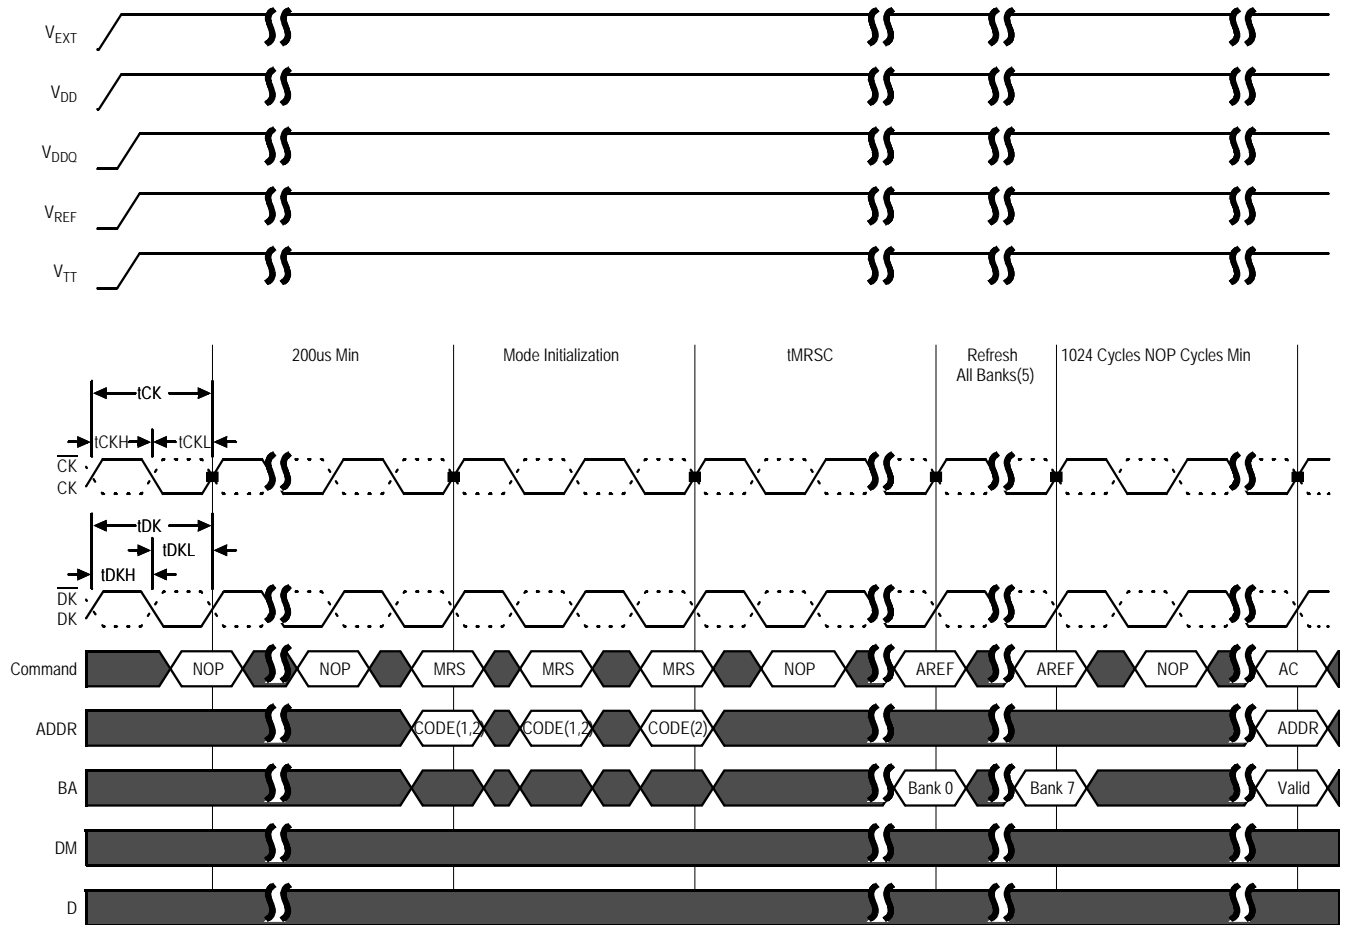 VEXT
VDD
VDDQ
VREF
VTT
200us Min
Mode Initialization
tMRSC
Refresh
All Banks(5)
1024 Cycles NOP Cycles Min
tCK
tCKH
tCKL
CK
CK
tDK
tDKL
tDKH
DK
DK
Command
NOP
NOP
MRS
MRS
MRS
NOP
AREF
AREF
NOP
AC
ADDR
CODE(1,2)
CODE(1,2)
CODE(2)
ADDR
BA
Bank 0
Bank 7
Valid
DM
D